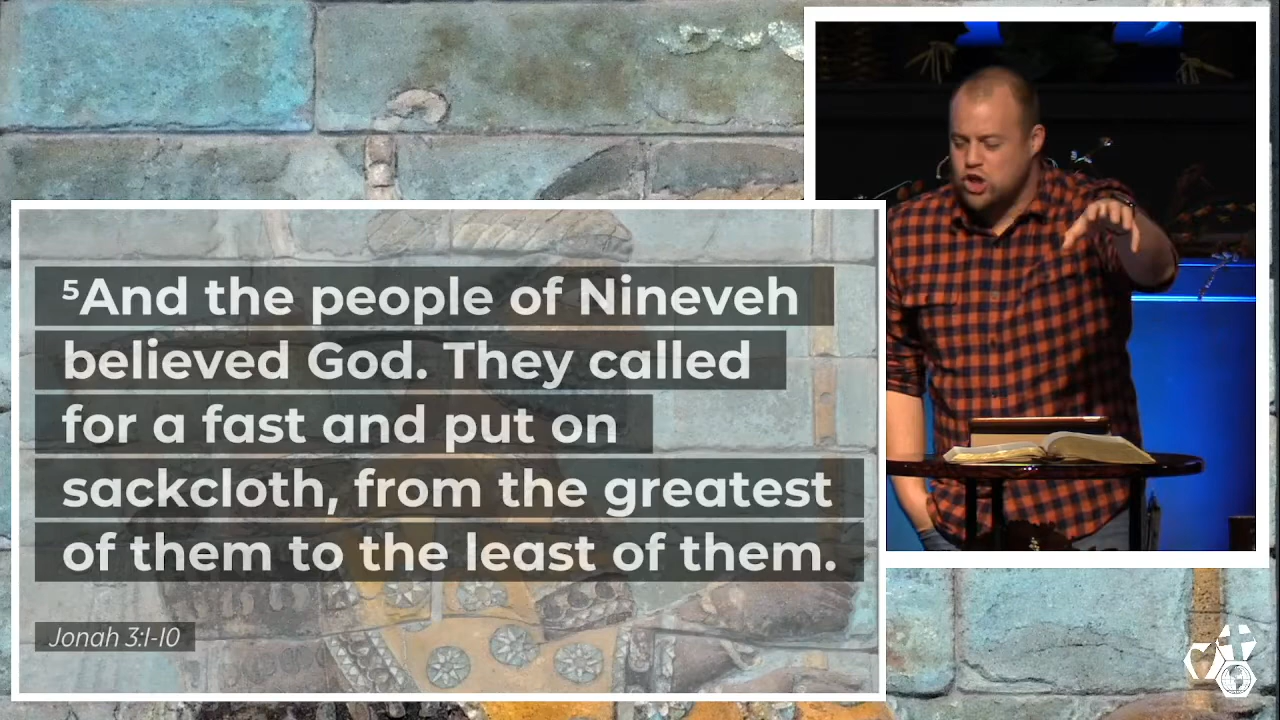 ⁵And the people of Nineveh
believed God. They called
for a fast and put on
sackcloth, from the greatest
of them to the least of them.
Jonah 3:1-10